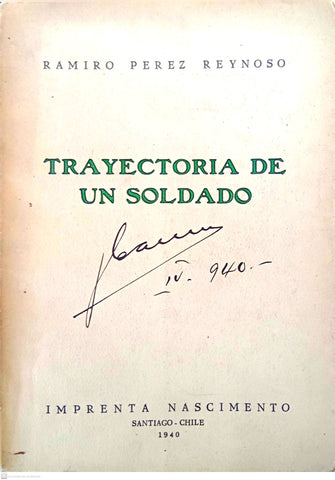 RAMIRO PEREZ REYNOSO
TRAYECTORIA DE
UN SOLDADO
IV. 940.-
IMPRENTA NASCIMENTO
SANTIAGO - CHILE
1940